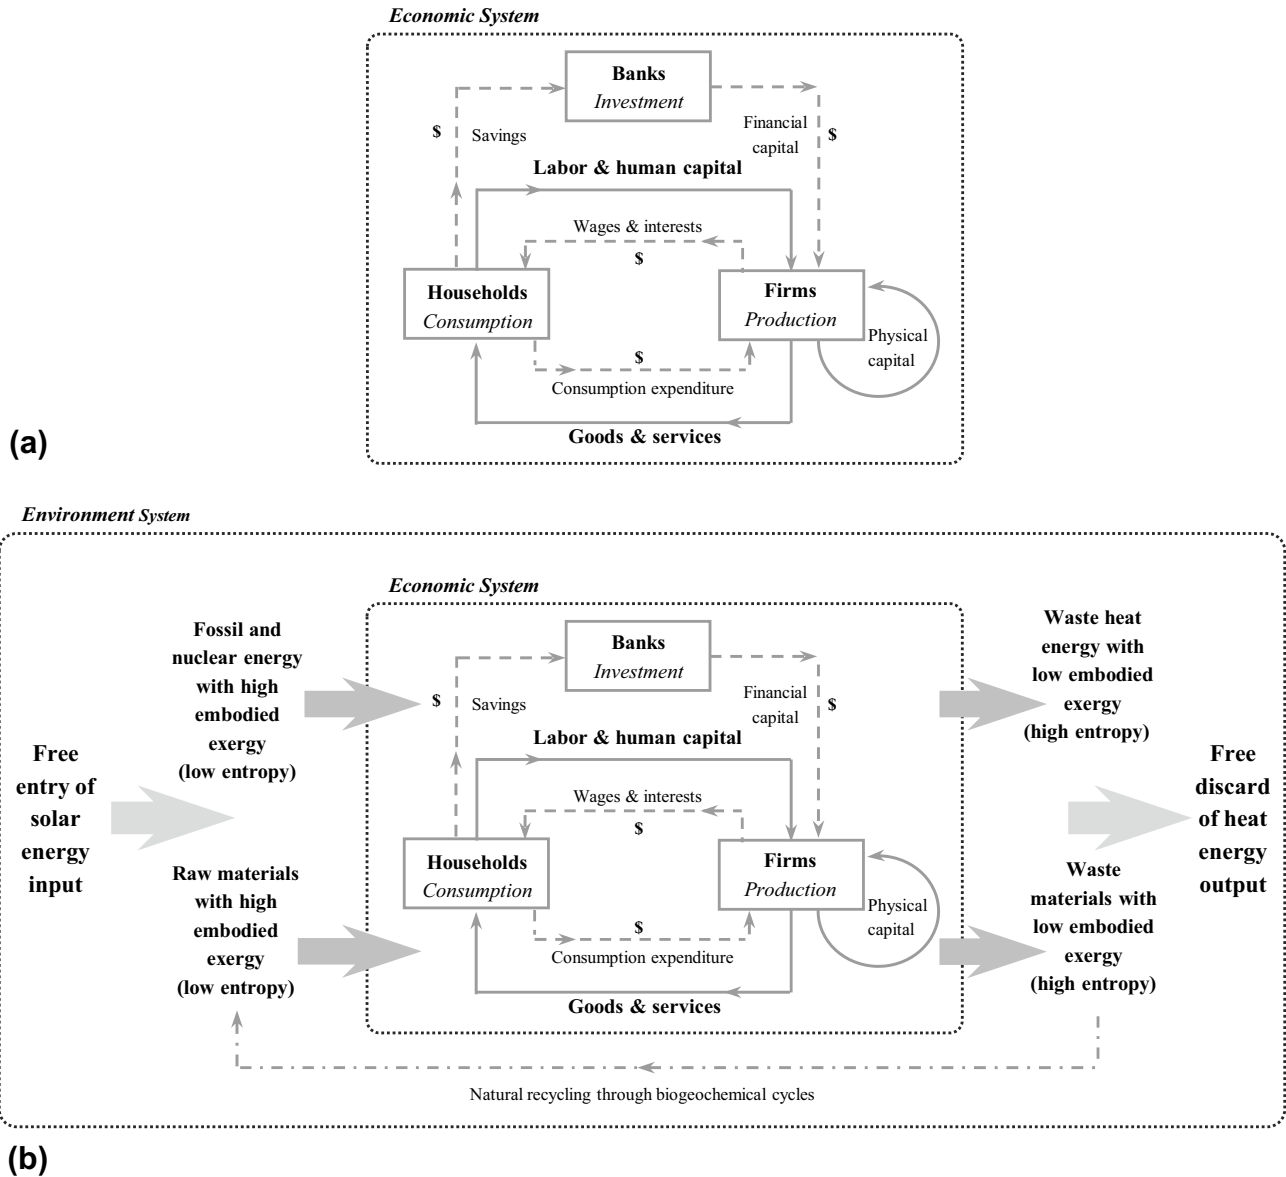 Economic System
Banks
Investment
$
Savings
Financial
capital
$
Labor & human capital
Wages & interests
$
Households
Consumption
Firms
Production
Physical
capital
$
Consumption expenditure
Goods & services
(a)
Environment System
Economic System
Fossil and
nuclear energy
with high
embodied
exergy
(low entropy)
Banks
Investment
Waste heat
energy with
low embodied
exergy
(high entropy)
$
Savings
Financial
capital
$
Labor & human capital
Free
entry of
solar
energy
input
Free
discard
of heat
energy
output
Wages & interests
$
Raw materials
with high
embodied
exergy
(low entropy)
Households
Consumption
Firms
Production
Physical
capital
Waste
materials with
low embodied
exergy
(high entropy)
$
Consumption expenditure
Goods & services
Natural recycling through biogeochemical cycles
(b)